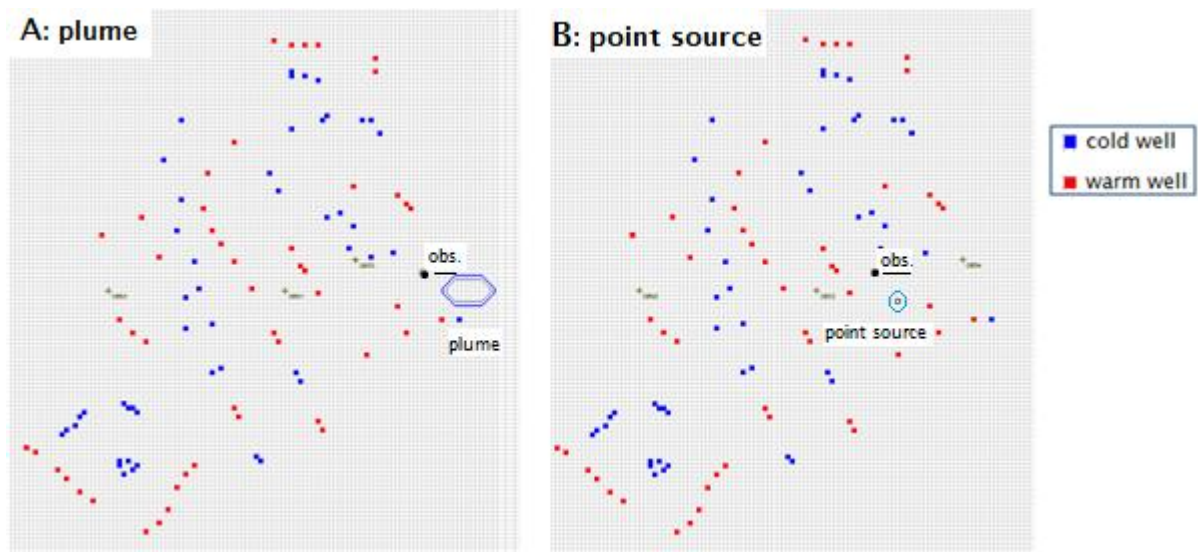 A: plume
B: point source
cold well
warm well
obs.
plume
obs.
point source